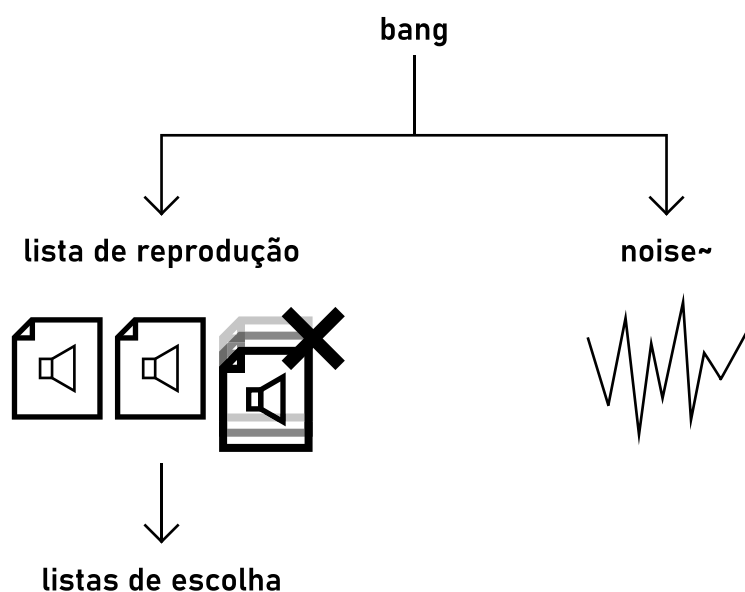 bang
lista de reprodução
noise~
listas de escolha